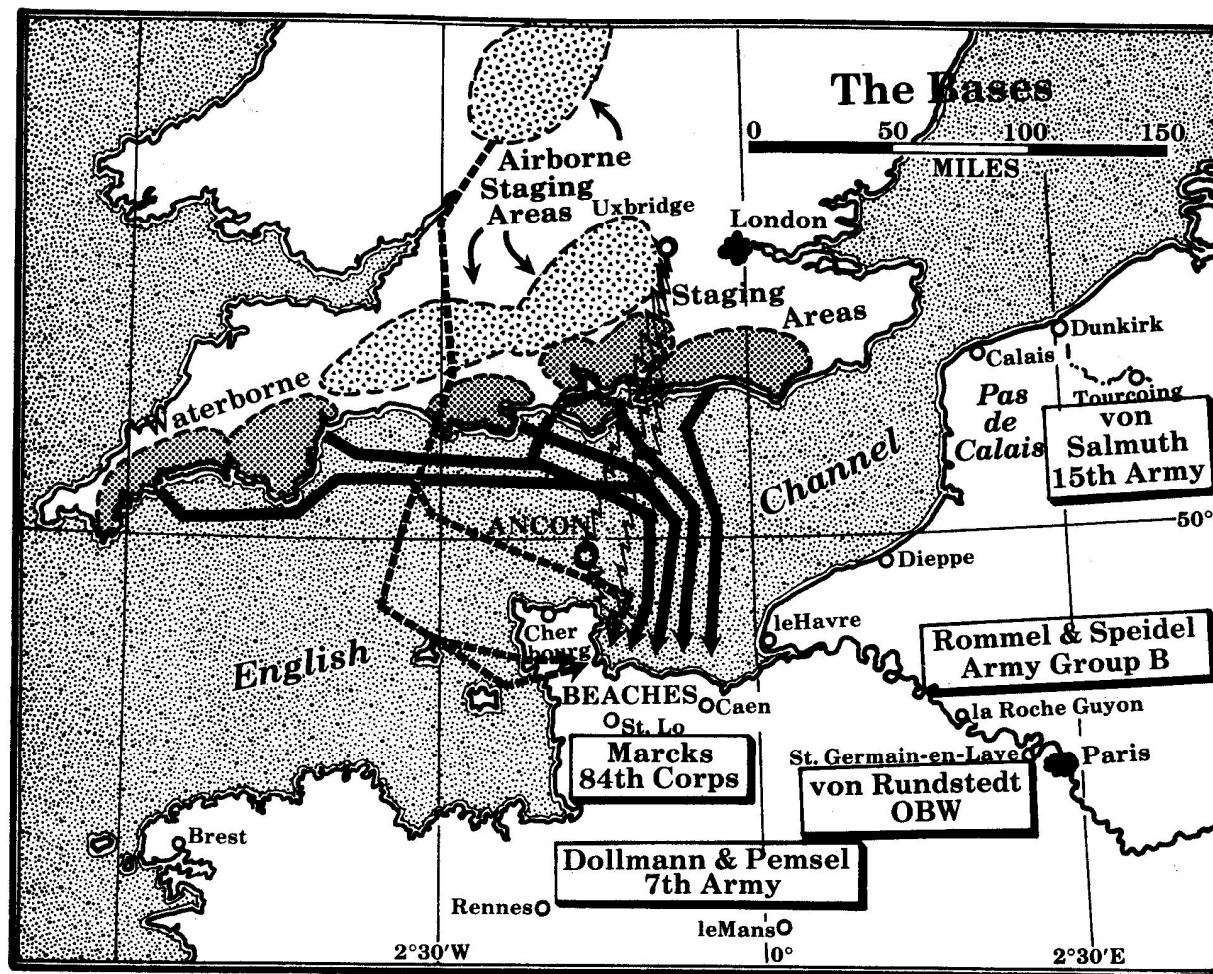 The Bases
0 50 100 150
MILES
Airborne
Staging
Areas
Uxbridge
London
Staging
Areas
Waterborne
Dunkirk
Calais
Tourcoing
Pas
de
Calais
von
Salmuth
15th Army
Channel
50°
ANCON
Dieppe
English
Cher
bourg
leHavre
Rommel & Speidel
Army Group B
BEACHES
Caen
St. Lo
la Roche Guyon
Marcks
84th Corps
St. Germain-en-Laye
Paris
von Rundstedt
OBW
Brest
Dollmann & Pemsel
7th Army
Rennes
leMans
2°30′W
0°
2°30′E